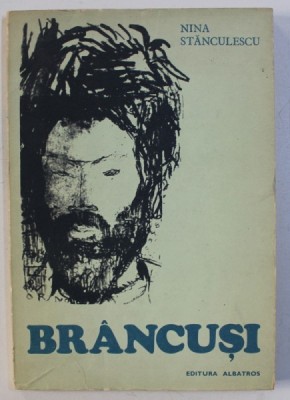 NINA
STĂNCULESCU
BRÂNCUȘI
EDITURA ALBATROS